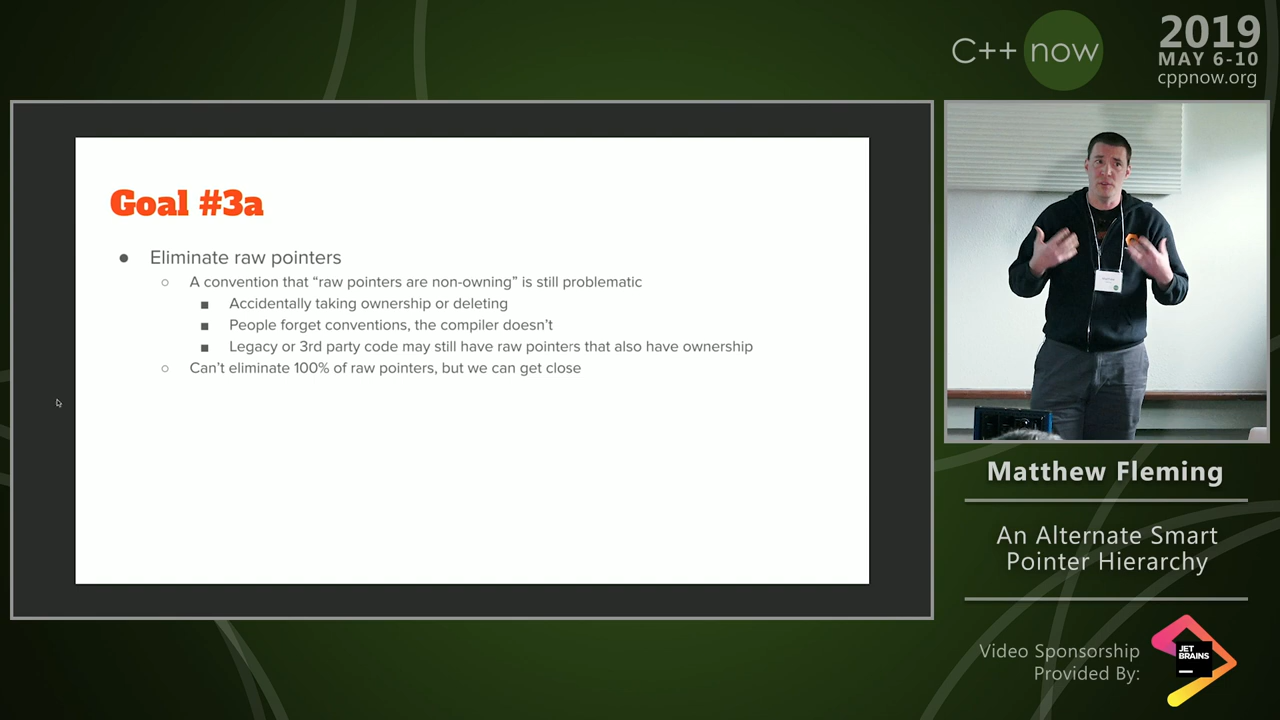 C++ now
2019
MAY 6-10
cppnow.org
Goal #3a
● Eliminate raw pointers
○ A convention that “raw pointers are non-owning” is still problematic
■ Accidentally taking ownership or deleting
■ People forget conventions, the compiler doesn’t
■ Legacy or 3rd party code may still have raw pointers that also have ownership
○ Can’t eliminate 100% of raw pointers, but we can get close
Matthew Fleming
An Alternate Smart
Pointer Hierarchy
Video Sponsorship
Provided By:
JET
BRAINS